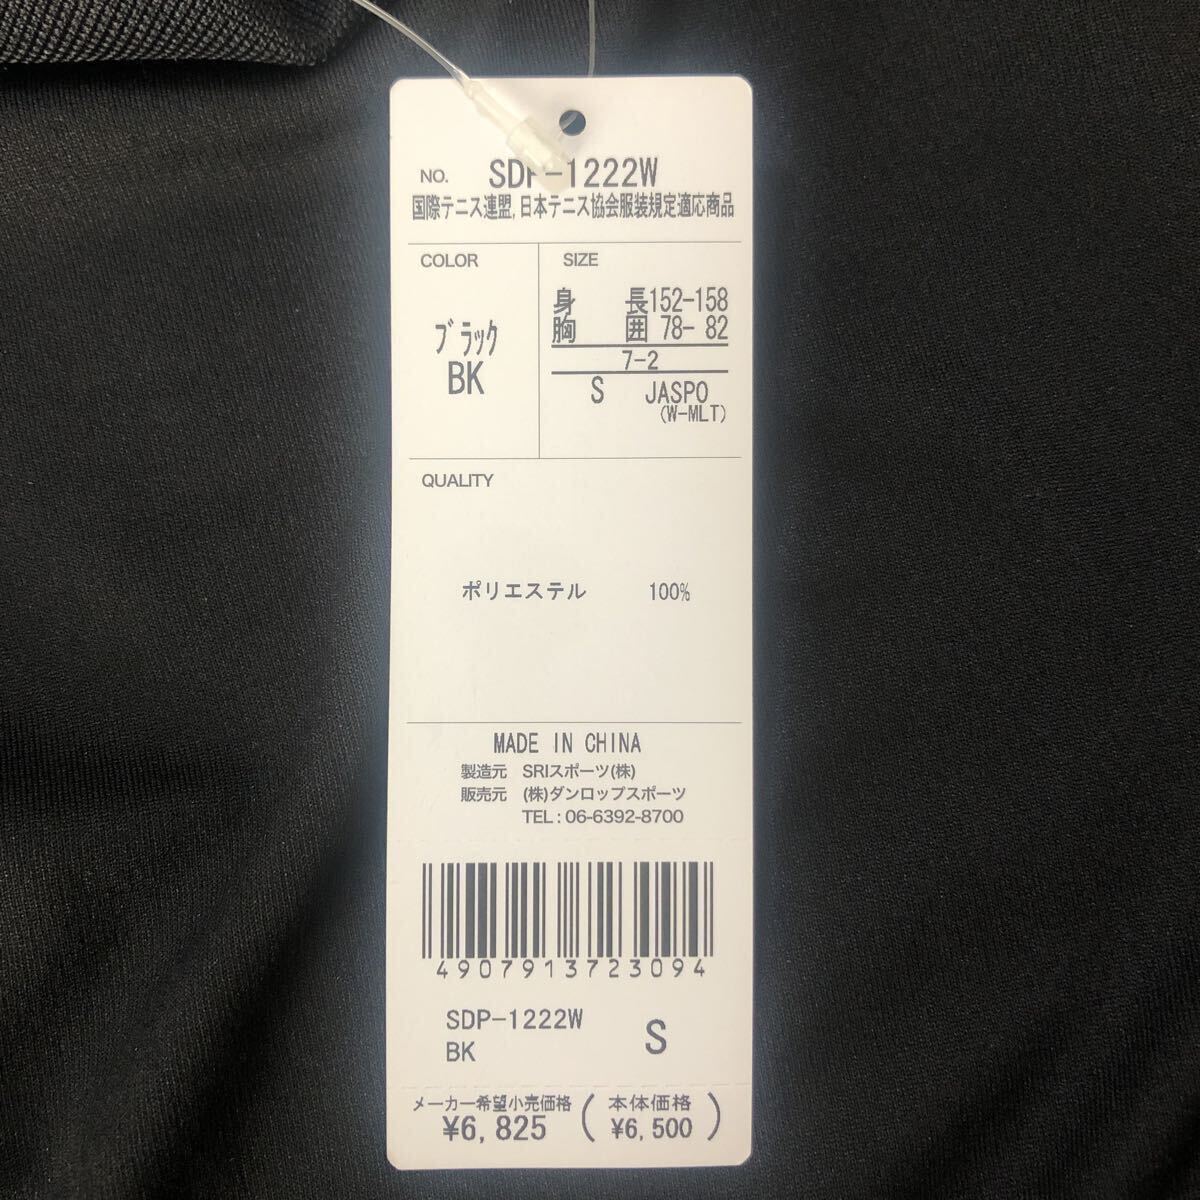 NO. SDP-1222W
国際テニス連盟,日本テニス協会服装規定適応商品
COLOR
ブラック
BK
SIZE
身 長152-158
胸 囲 78- 82
7-2
S JASPO
(W-MLT)
QUALITY
ポリエステル 100%
MADE IN CHINA
製造元 SRIスポーツ(株)
販売元 (株)ダンロップスポーツ
TEL : 06-6392-8700
4907913723094
SDP-1222W
BK
S
メーカー希望小売価格
¥6,825
(本体価格
¥6,500)